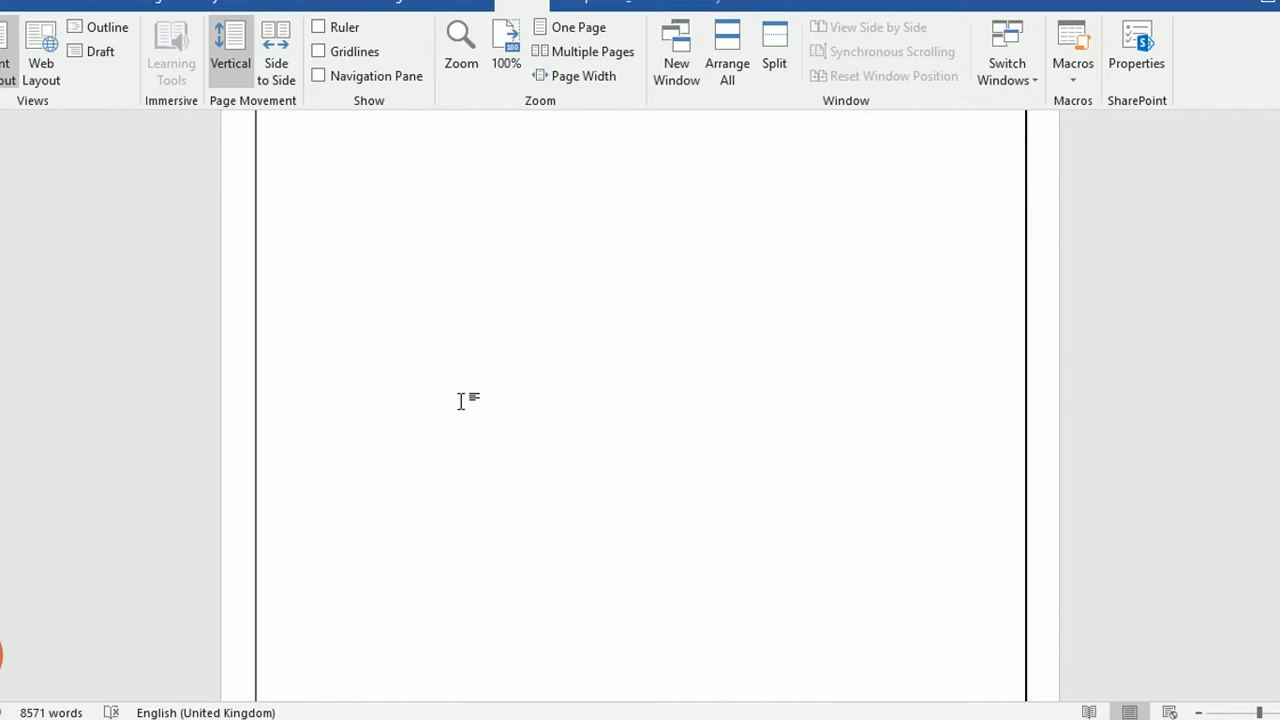 Web
Layout
Outline
Draft
Views
Learning
Tools
Immersive
Vertical
Side
to Side
Page Movement
Ruler
Gridlines
Navigation Pane
Show
Zoom
100
100%
One Page
Multiple Pages
Page Width
Zoom
New
Window
Arrange
All
Split
View Side by Side
Synchronous Scrolling
Reset Window Position
Window
Switch
Windows
Macros
Macros
S
Properties
SharePoint
8571 words
English (United Kingdom)